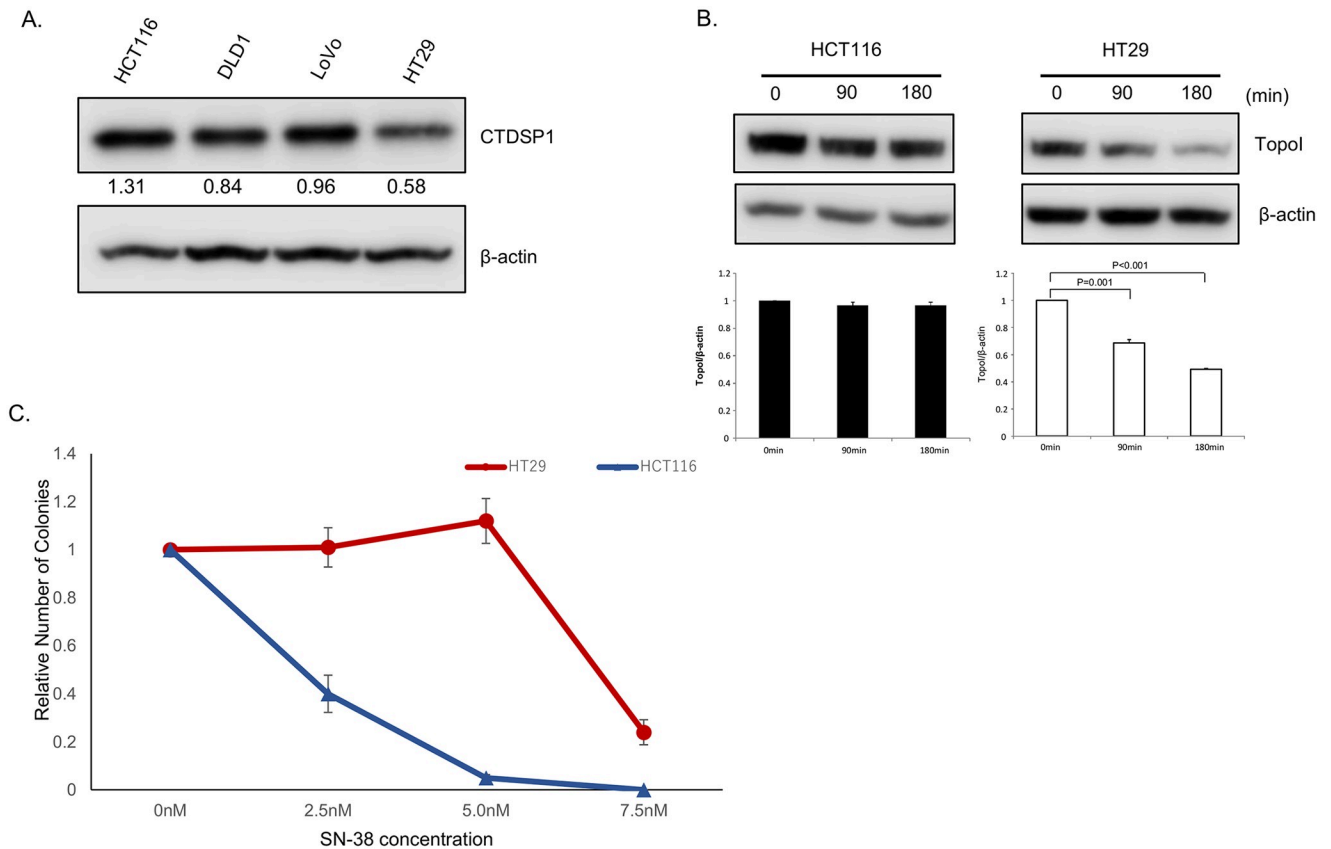 A.
HCT116 DLD1 LoVo HT29
CTDSP1
1.31 0.84 0.96 0.58
β-actin
B.
HCT116 HT29
0 90 180 0 90 180 (min)
TopoI
β-actin
1.2
1
0.8
0.6
0.4
0.2
0
TopoI/β-actin
0min 90min 180min
P<0.001
P=0.001
1.2
1
0.8
0.6
0.4
0.2
0
TopoI/β-actin
0min 90min 180min
C.
HT29 HCT116
1.4
1.2
1
0.8
0.6
0.4
0.2
0
Relative Number of Colonies
0nM 2.5nM 5.0nM 7.5nM
SN-38 concentration